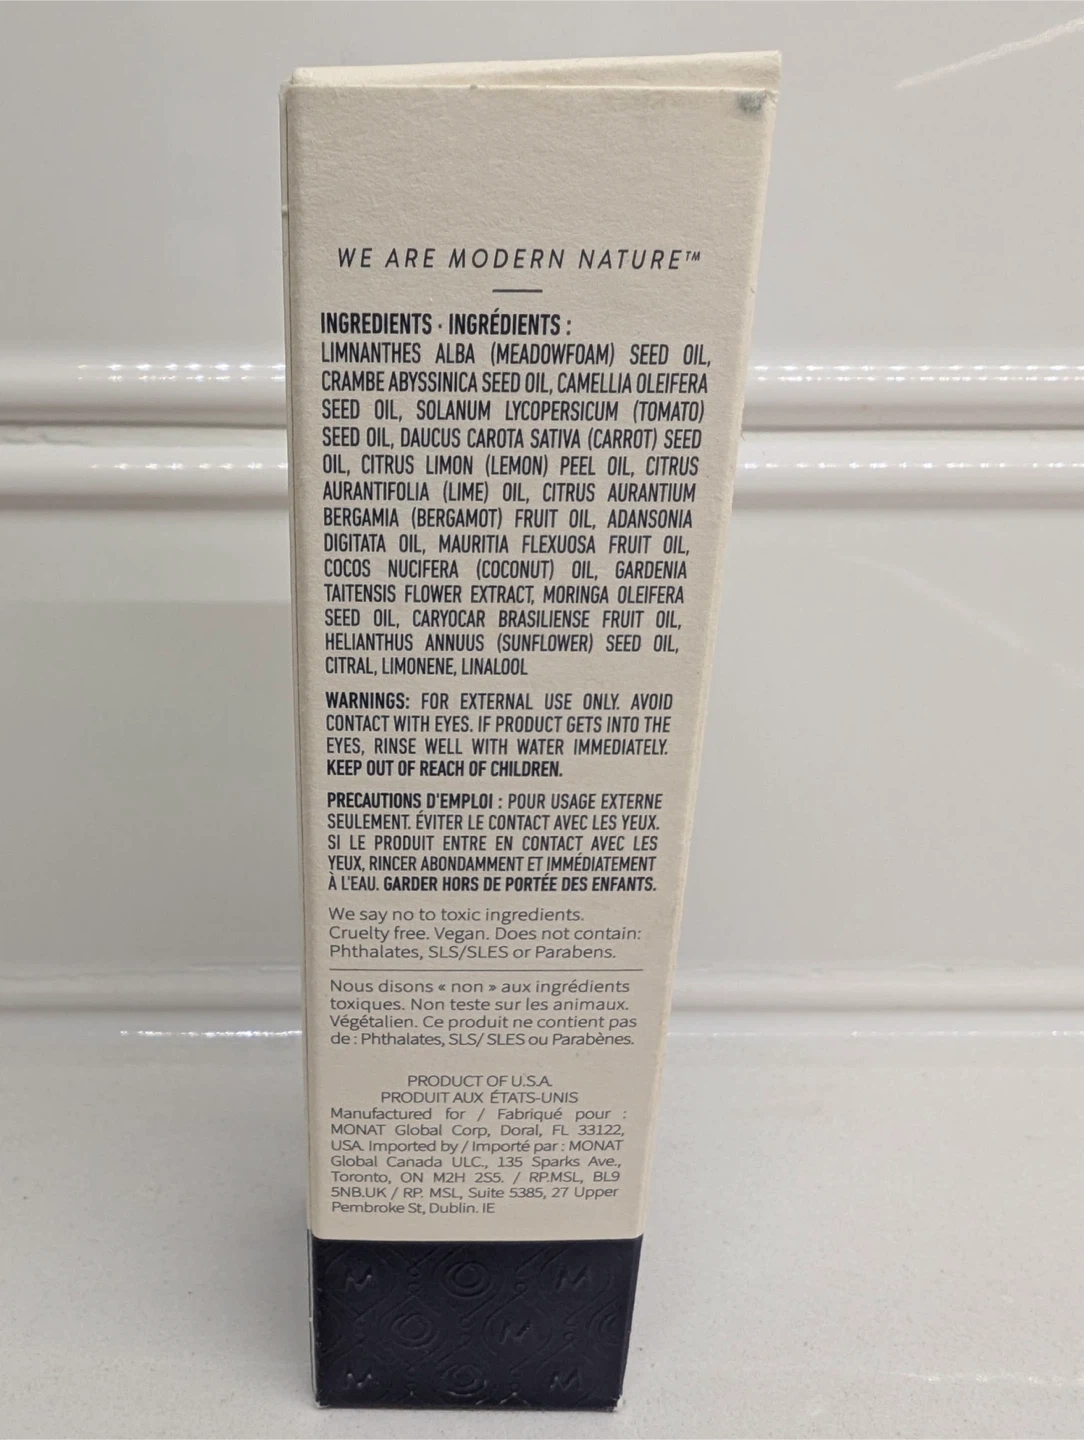 WE ARE MODERN NATURE™
INGREDIENTS · INGRÉDIENTS :
LIMNANTHES ALBA (MEADOWFOAM) SEED OIL,
CRAMBE ABYSSINICA SEED OIL, CAMELLIA OLEIFERA
SEED OIL, SOLANUM LYCOPERSICUM (TOMATO)
SEED OIL, DAUCUS CAROTA SATIVA (CARROT) SEED
OIL, CITRUS LIMON (LEMON) PEEL OIL, CITRUS
AURANTIFOLIA (LIME) OIL, CITRUS AURANTIUM
BERGAMIA (BERGAMOT) FRUIT OIL, ADANSONIA
DIGITATA OIL, MAURITIA FLEXUOSA FRUIT OIL,
COCOS NUCIFERA (COCONUT) OIL, GARDENIA
TAITENSIS FLOWER EXTRACT, MORINGA OLEIFERA
SEED OIL, CARYOCAR BRASILIENSE FRUIT OIL,
HELIANTHUS ANNUUS (SUNFLOWER) SEED OIL,
CITRAL, LIMONENE, LINALOOL
WARNINGS: FOR EXTERNAL USE ONLY. AVOID
CONTACT WITH EYES. IF PRODUCT GETS INTO THE
EYES, RINSE WELL WITH WATER IMMEDIATELY.
KEEP OUT OF REACH OF CHILDREN.
PRECAUTIONS D'EMPLOI : POUR USAGE EXTERNE
SEULEMENT. ÉVITER LE CONTACT AVEC LES YEUX.
SI LE PRODUIT ENTRE EN CONTACT AVEC LES
YEUX, RINCER ABONDAMMENT ET IMMÉDIATEMENT
À L'EAU. GARDER HORS DE PORTÉE DES ENFANTS.
We say no to toxic ingredients.
Cruelty free. Vegan. Does not contain:
Phthalates, SLS/SLES or Parabens.
Nous disons « non » aux ingrédients
toxiques. Non teste sur les animaux.
Végétalien. Ce produit ne contient pas
de : Phthalates, SLS/ SLES ou Parabènes.
PRODUCT OF U.S.A.
PRODUIT AUX ÉTATS-UNIS
Manufactured for / Fabriqué pour :
MONAT Global Corp, Doral, FL 33122,
USA. Imported by / Importé par : MONAT
Global Canada ULC., 135 Sparks Ave.,
Toronto, ON M2H 2S5. / RP.MSL, BL9
5NB.UK / RP. MSL, Suite 5385, 27 Upper
Pembroke St, Dublin. IE
M M
M
M M